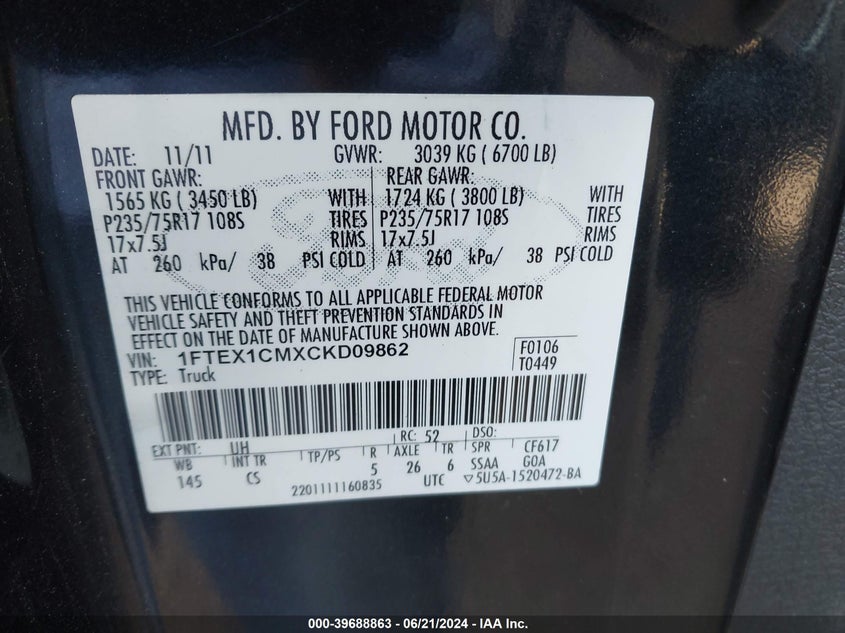 MFD. BY FORD MOTOR CO.
DATE: 11/11 GVWR: 3039 KG ( 6700 LB)
FRONT GAWR: REAR GAWR:
1565 KG ( 3450 LB) WITH 1724 KG ( 3800 LB) WITH
P235/75R17 108S TIRES P235/75R17 108S TIRES
17x7.5J RIMS 17x7.5J RIMS
AT 260 kPa/ 38 PSI COLD AT 260 kPa/ 38 PSI COLD
THIS VEHICLE CONFORMS TO ALL APPLICABLE FEDERAL MOTOR
VEHICLE SAFETY AND THEFT PREVENTION STANDARDS IN
EFFECT ON THE DATE OF MANUFACTURE SHOWN ABOVE.
VIN: 1FTEX1CMXCKD09862 F0106
TYPE: Truck T0449
EXT PNT: UH RC: 52 DSO:
WB INT TR TP/PS R AXLE TR SPR CF617
145 CS 5 26 6 SSAA GOA
2201111160835 UTC ▽5U5A-1520472-BA
000-39688863 - 06/21/2024 - IAA Inc.